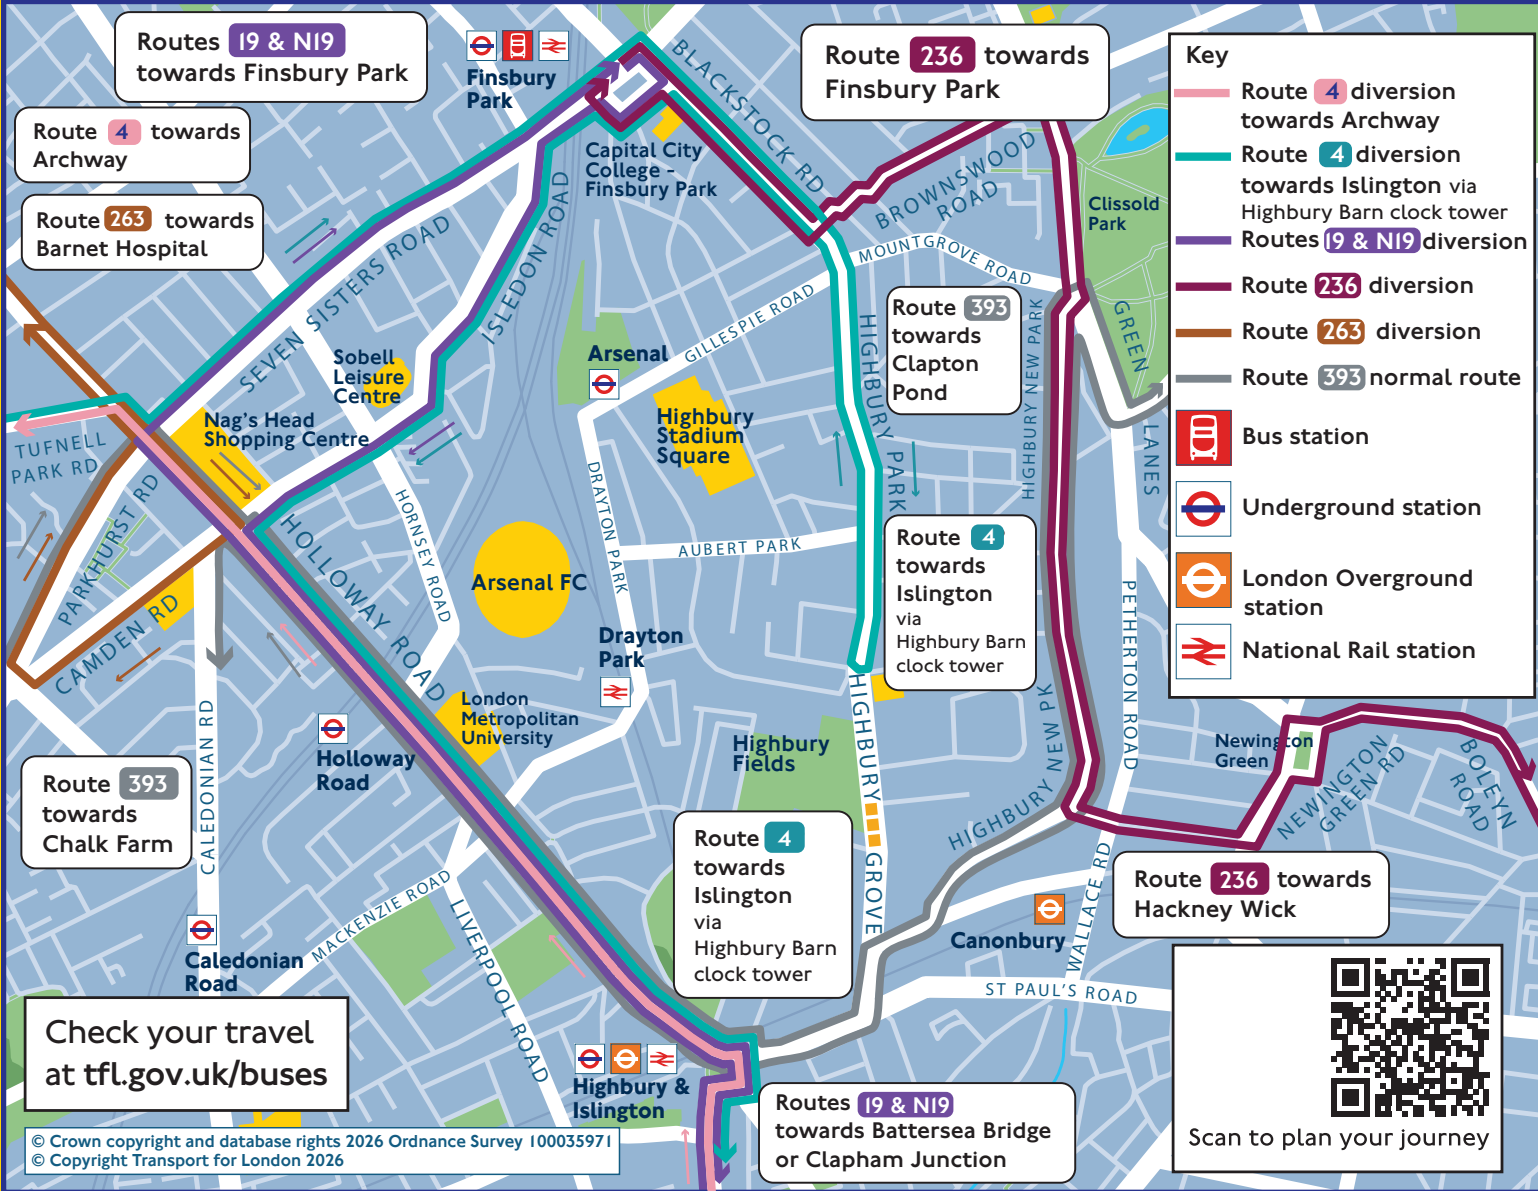 Routes 19 & N19
towards Finsbury Park
Route 4 towards
Archway
Route 263 towards
Barnet Hospital
Finsbury
Park
BLACKSTOCK RD
Route 236 towards
Finsbury Park
Capital City
College -
Finsbury Park
BROWNSWOOD
ROAD
Clissold
Park
MOUNTGROVE ROAD
SEVEN SISTERS ROAD
ISLEDON ROAD
GILLESPIE ROAD
Arsenal
Sobell
Leisure
Centre
Nag's Head
Shopping Centre
Highbury
Stadium
Square
HIGHBURY PARK
Route 393
towards
Clapton
Pond
HIGHBURY NEW PARK
GREEN
LANES
TUFNELL
PARK RD
PARKHURST RD
CAMDEN RD
HOLLOWAY ROAD
HORNSEY ROAD
DRAYTON PARK
AUBERT PARK
Arsenal FC
Route 4
towards
Islington
via
Highbury Barn
clock tower
PETHERTON ROAD
Drayton
Park
London
Metropolitan
University
Holloway
Road
CALEDONIAN RD
Highbury
Fields
HIGHBURY
GROVE
HIGHBURY NEW PK
Newington
Green
NEWINGTON
GREEN RD
BOLEYN
ROAD
Route 393
towards
Chalk Farm
Route 4
towards
Islington
via
Highbury Barn
clock tower
Route 236 towards
Hackney Wick
WALLACE RD
Canonbury
ST PAUL'S ROAD
MACKENZIE ROAD
LIVERPOOL ROAD
Caledonian
Road
Check your travel
at tfl.gov.uk/buses
Highbury &
Islington
Routes 19 & N19
towards Battersea Bridge
or Clapham Junction
© Crown copyright and database rights 2026 Ordnance Survey 100035971
© Copyright Transport for London 2026
Key
Route 4 diversion
towards Archway
Route 4 diversion
towards Islington via
Highbury Barn clock tower
Routes 19 & N19 diversion
Route 236 diversion
Route 263 diversion
Route 393 normal route
Bus station
Underground station
London Overground
station
National Rail station
Scan to plan your journey